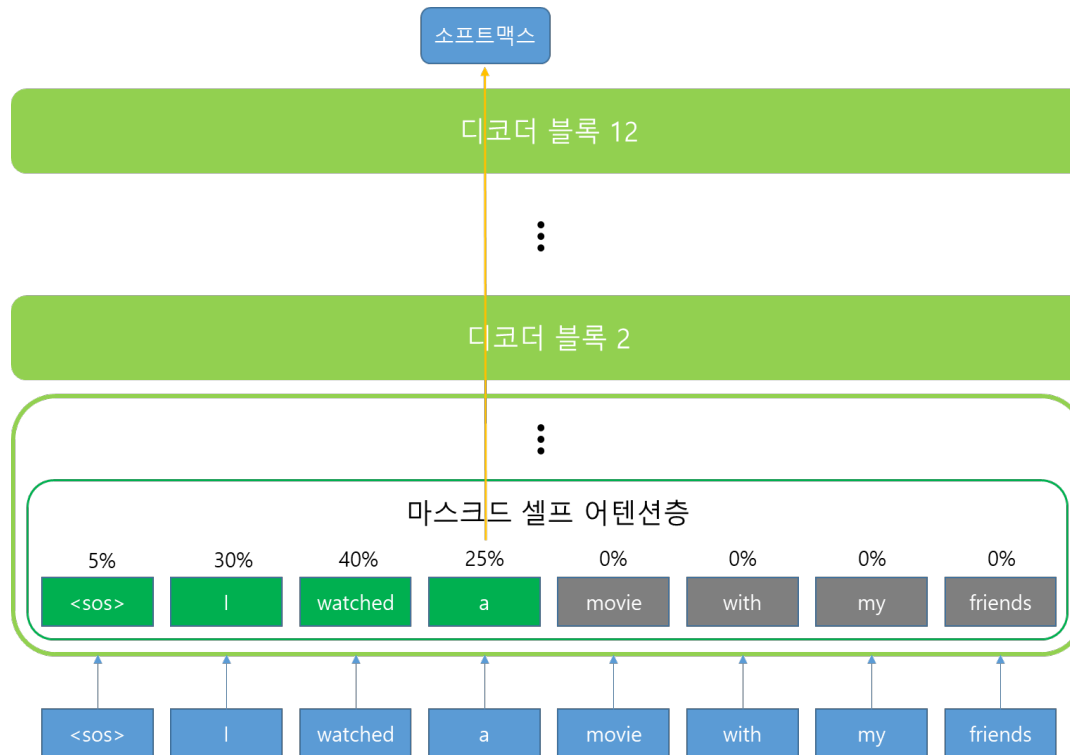 소프트맥스
디코더 블록 12
디코더 블록 2
마스크드 셀프 어텐션층
5% 30% 40% 25% 0% 0% 0% 0%
<sos> I watched a movie with my friends
<sos> I watched a movie with my friends